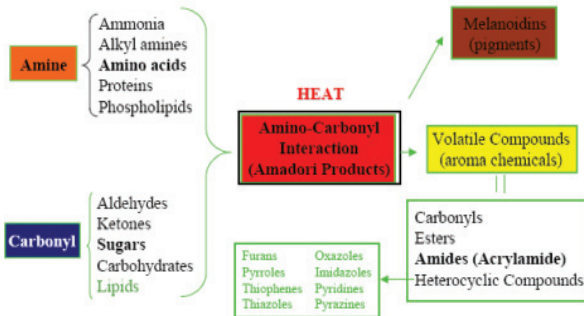 Amine
Ammonia
Alkyl amines
Amino acids
Proteins
Phospholipids
Carbonyl
Aldehydes
Ketones
Sugars
Carbohydrates
Lipids
HEAT
Amino-Carbonyl
Interaction
(Amadori Products)
Melanoidins
(pigments)
Volatile Compounds
(aroma chemicals)
Carbonyls
Esters
Amides (Acrylamide)
Heterocyclic Compounds
Furans Oxazoles
Pyrroles Imidazoles
Thiophenes Pyridines
Thiazoles Pyrazines